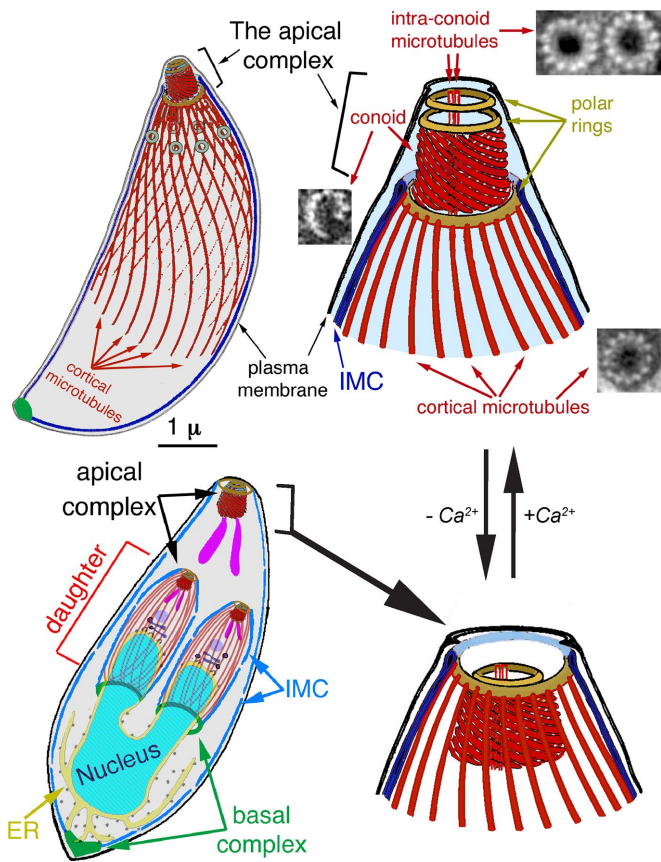 The apical
complex
intra-conoid
microtubules
conoid
polar
rings
cortical
microtubules
plasma
membrane
IMC
cortical microtubules
1 μ
apical
complex
- Ca²⁺
+Ca²⁺
daughter
IMC
Nucleus
ER
basal
complex